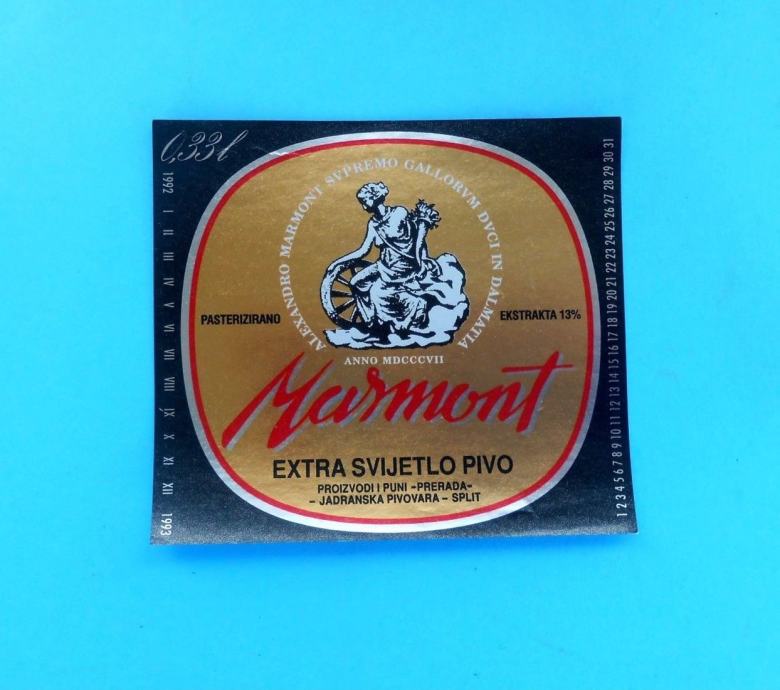 0,33 l
1992 I II III IV V VI VII VIII IX X XI XII 1993
ALEXANDRO MARMONT SVPREMO GALLORVM DVCI IN DALMATIA
PASTERIZIRANO
EKSTRAKTA 13%
ANNO MDCCCVII
Marmont
EXTRA SVIJETLO PIVO
PROIZVODI I PUNI -PRERADA-
- JADRANSKA PIVOVARA - SPLIT
1 2 3 4 5 6 7 8 9 10 11 12 13 14 15 16 17 18 19 20 21 22 23 24 25 26 27 28 29 30 31